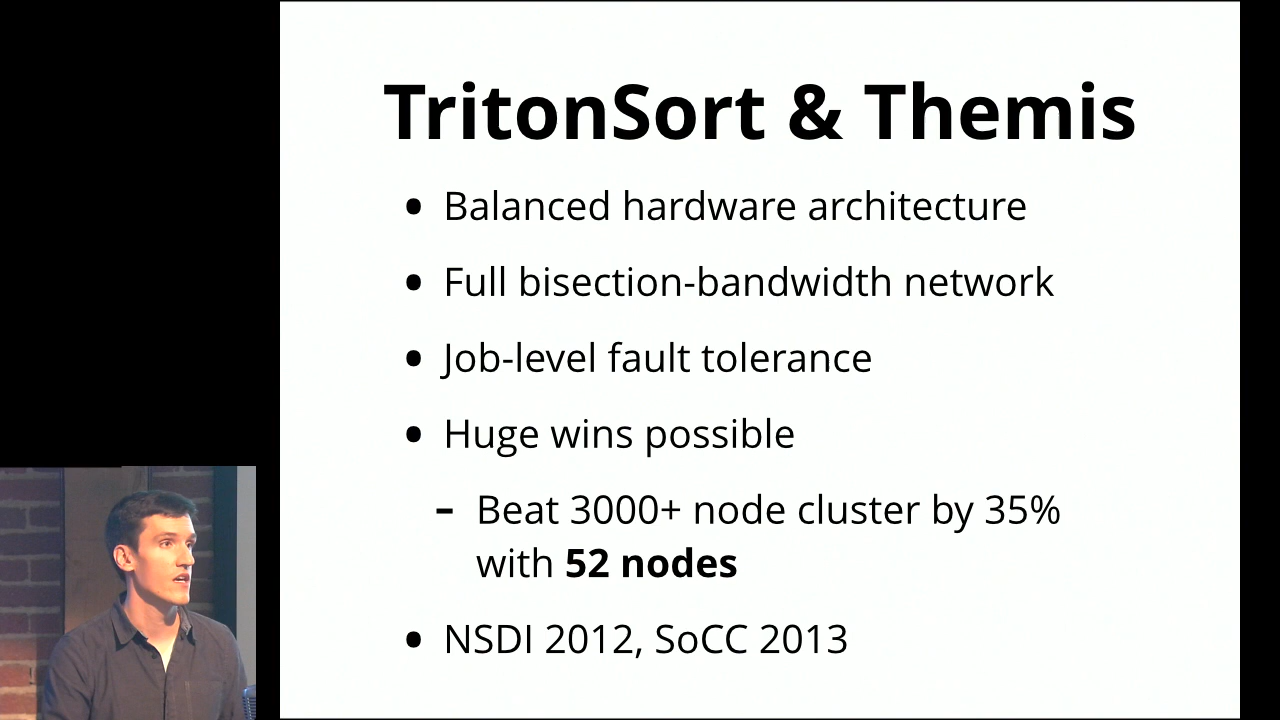 TritonSort & Themis
• Balanced hardware architecture
• Full bisection-bandwidth network
• Job-level fault tolerance
• Huge wins possible
– Beat 3000+ node cluster by 35%
with 52 nodes
• NSDI 2012, SoCC 2013